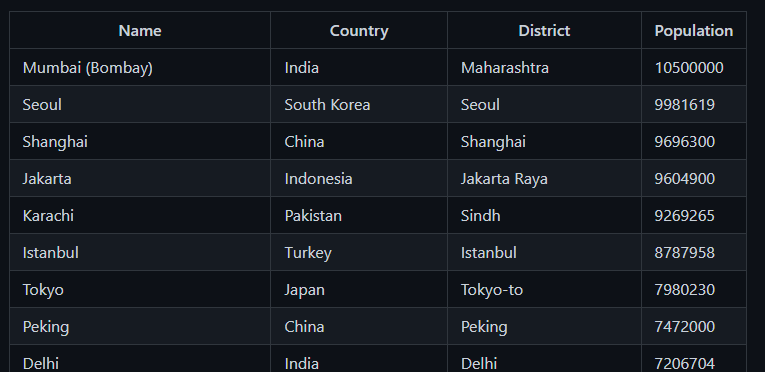 Name Country District Population
Mumbai (Bombay) India Maharashtra 10500000
Seoul South Korea Seoul 9981619
Shanghai China Shanghai 9696300
Jakarta Indonesia Jakarta Raya 9604900
Karachi Pakistan Sindh 9269265
Istanbul Turkey Istanbul 8787958
Tokyo Japan Tokyo-to 7980230
Peking China Peking 7472000
Delhi India Delhi 7206704